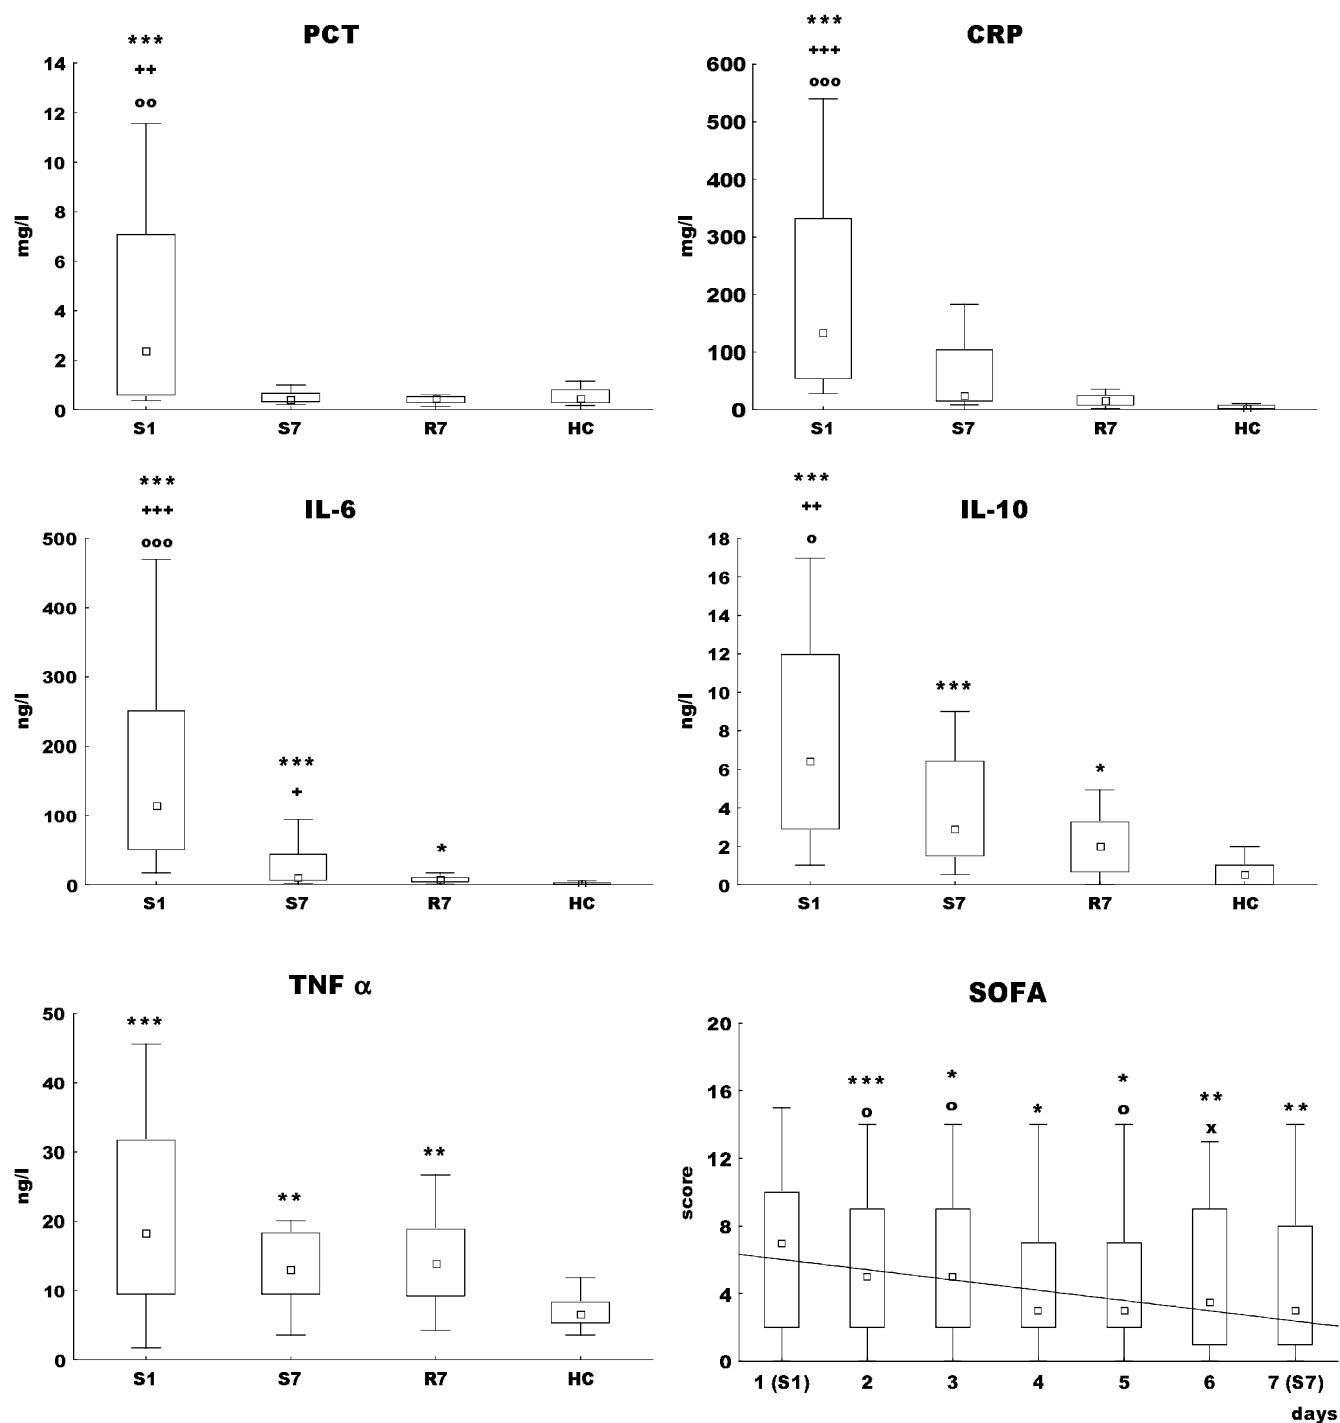 PCT
***
++
oo
14
12
10
8
6
4
2
0
mg/l
S1 S7 R7 HC
CRP
***
+++
ooo
600
500
400
300
200
100
0
mg/l
S1 S7 R7 HC
IL-6
***
+++
ooo
500
400
300
200
100
0
ng/l
***
+
*
S1 S7 R7 HC
IL-10
***
++
o
18
16
14
12
10
8
6
4
2
0
ng/l
***
*
S1 S7 R7 HC
TNF α
50
40
30
20
10
0
ng/l
***
**
**
S1 S7 R7 HC
SOFA
20
16
12
8
4
0
score
***
o
*
o
*
*
o
**
x
**
1 (S1) 2 3 4 5 6 7 (S7)
days